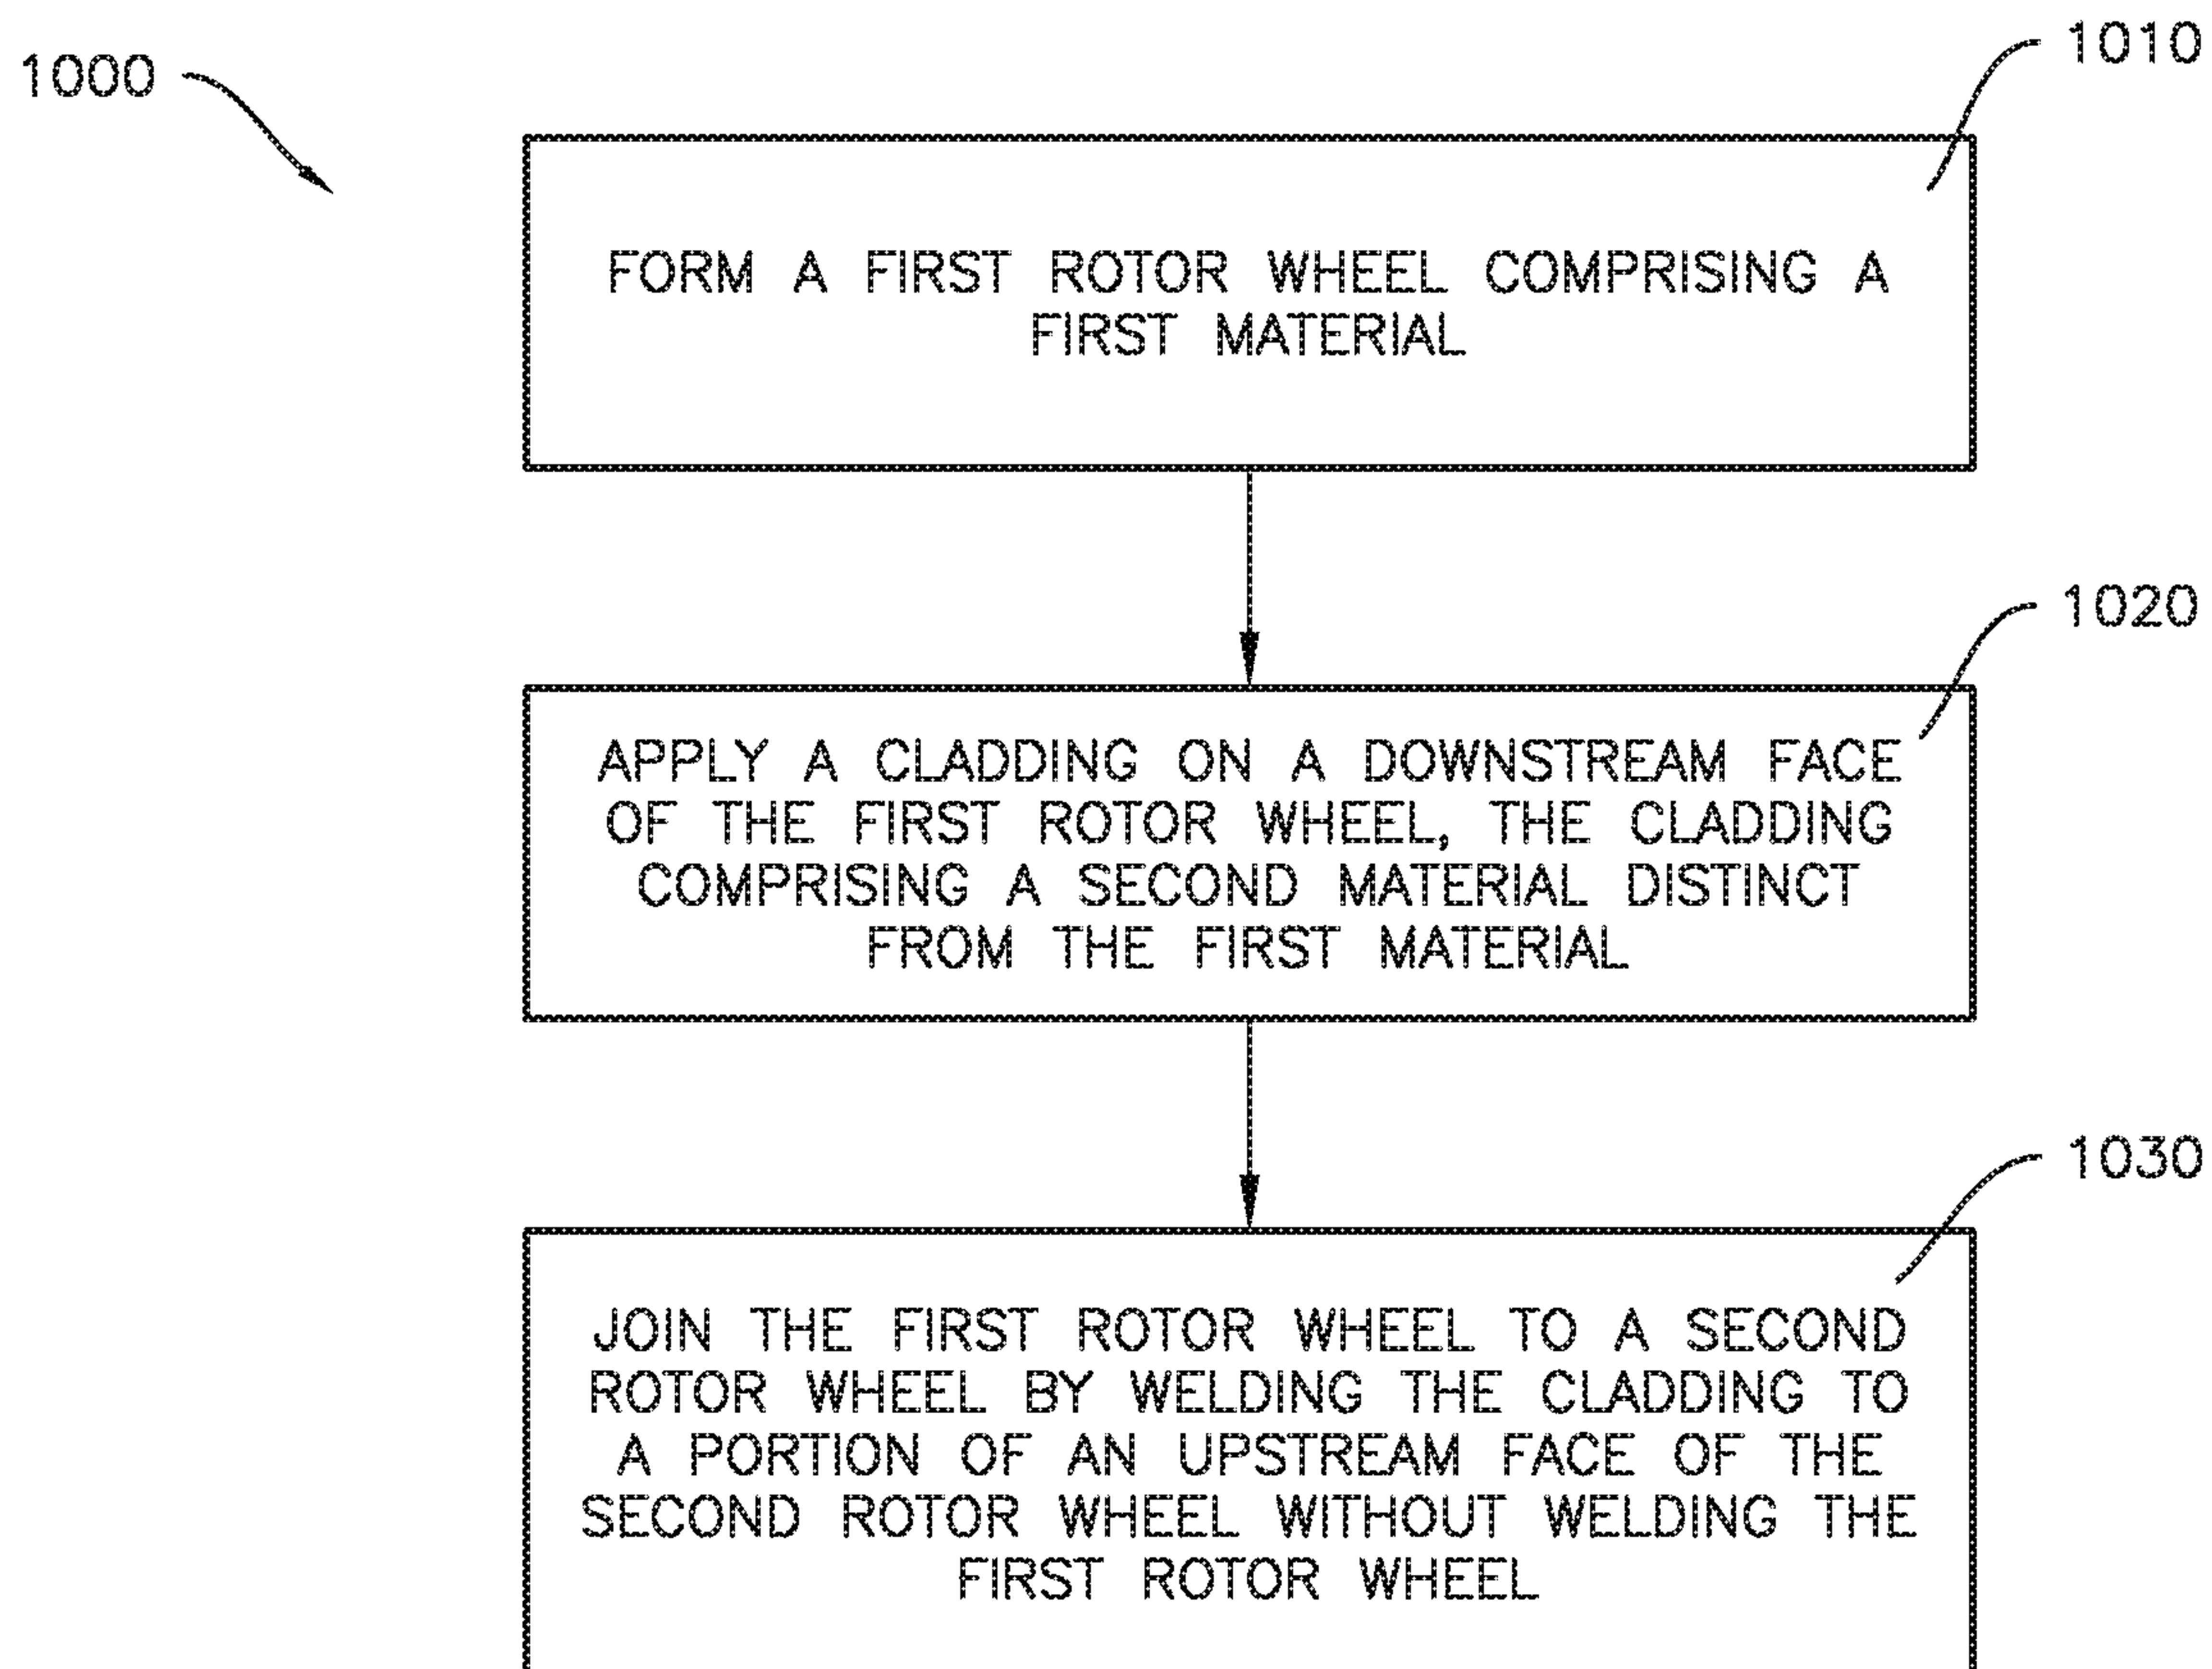 1000
1010
FORM A FIRST ROTOR WHEEL COMPRISING A
FIRST MATERIAL
1020
APPLY A CLADDING ON A DOWNSTREAM FACE
OF THE FIRST ROTOR WHEEL, THE CLADDING
COMPRISING A SECOND MATERIAL DISTINCT
FROM THE FIRST MATERIAL
1030
JOIN THE FIRST ROTOR WHEEL TO A SECOND
ROTOR WHEEL BY WELDING THE CLADDING TO
A PORTION OF AN UPSTREAM FACE OF THE
SECOND ROTOR WHEEL WITHOUT WELDING THE
FIRST ROTOR WHEEL